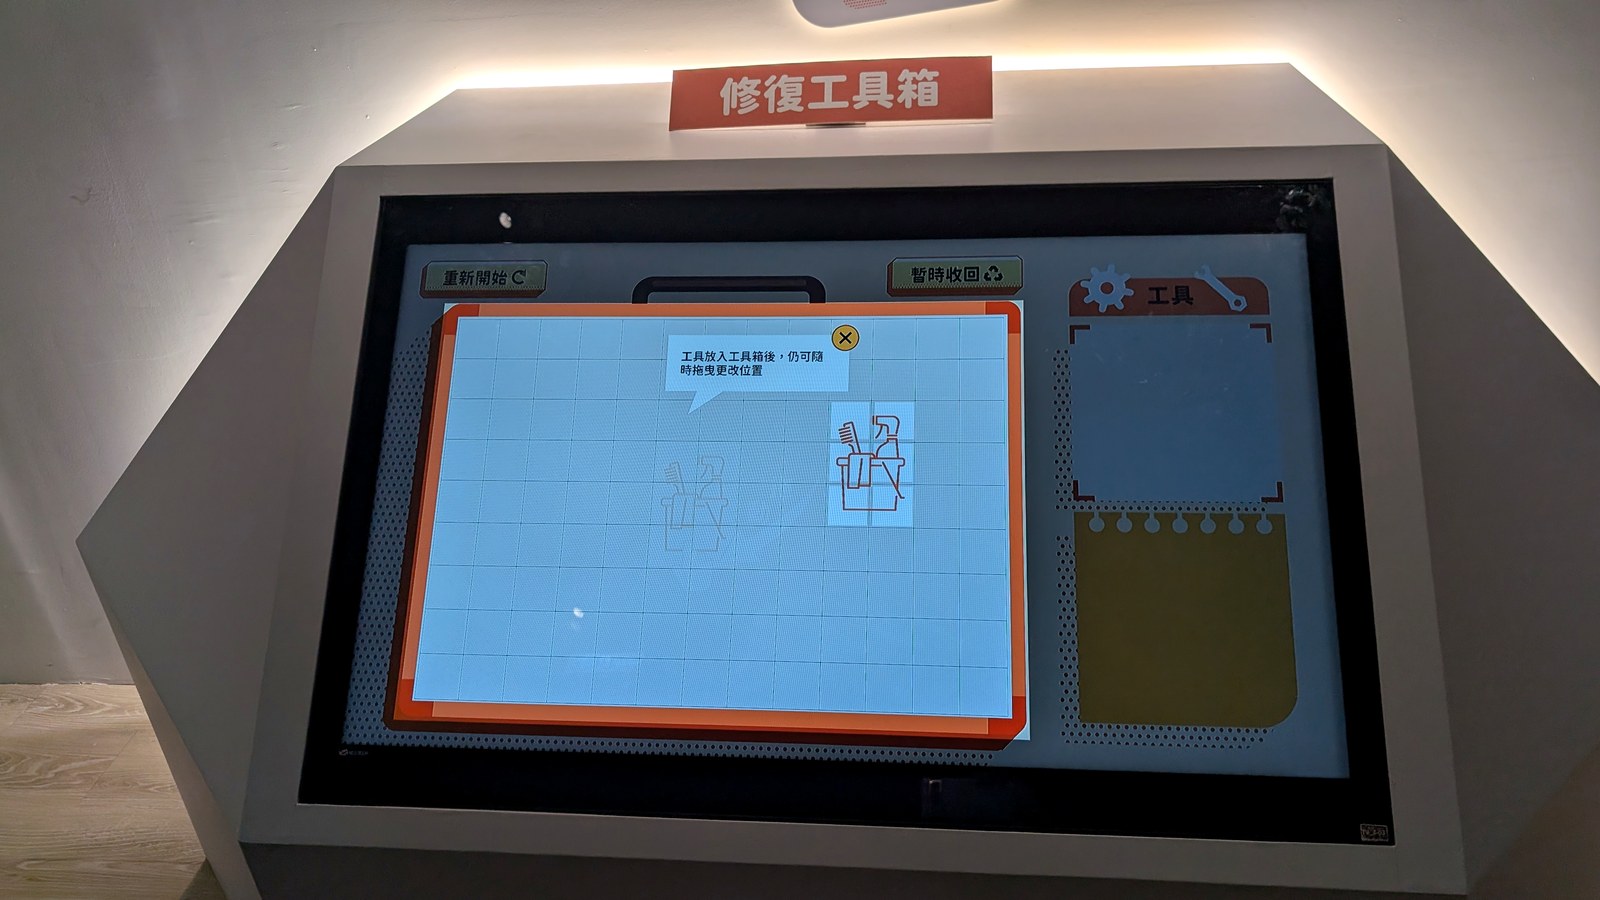 修復工具箱
重新開始
暫時收回
工具
工具放入工具箱後，仍可隨
時拖曳更改位置